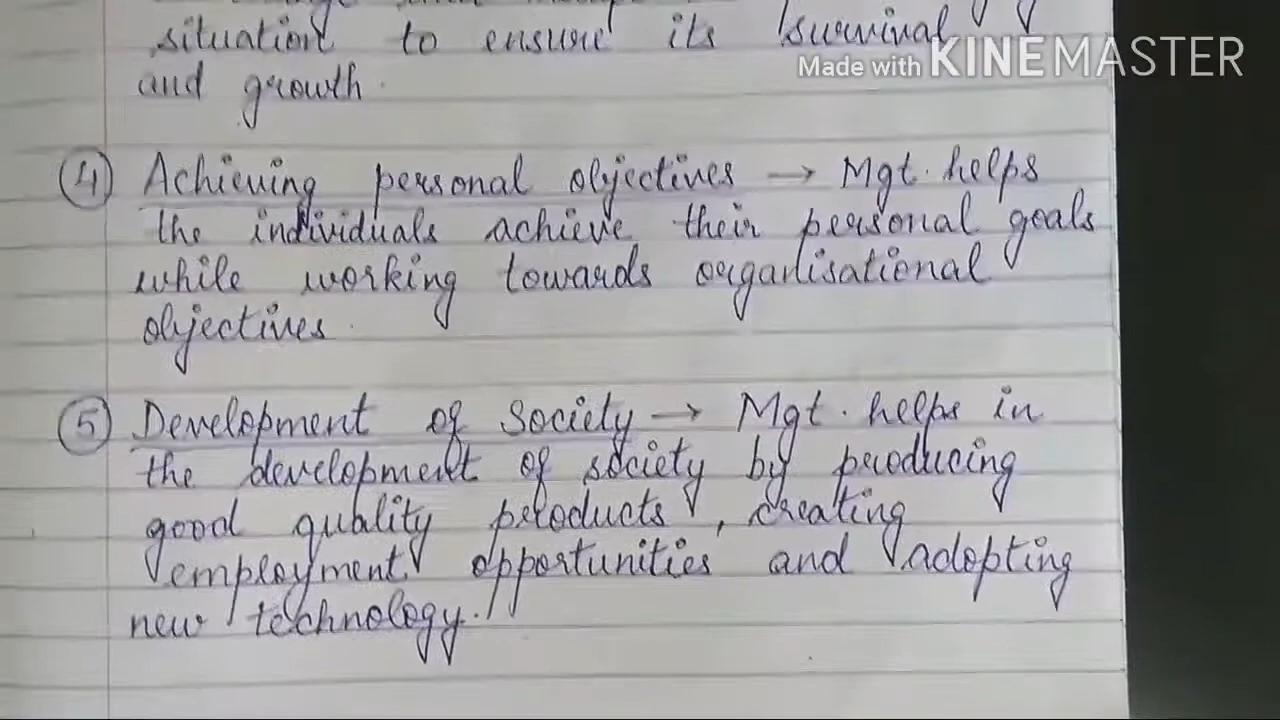 situation to ensure its survival
and growth.
Made with KINEMASTER
④ Achieving personal objectives → Mgt. helps
the individuals achieve their personal goals
while working towards organisational
objectives.
⑤ Development of Society → Mgt. helps in
the development of society by producing
good quality products, creating
employment opportunities and adopting
new technology.